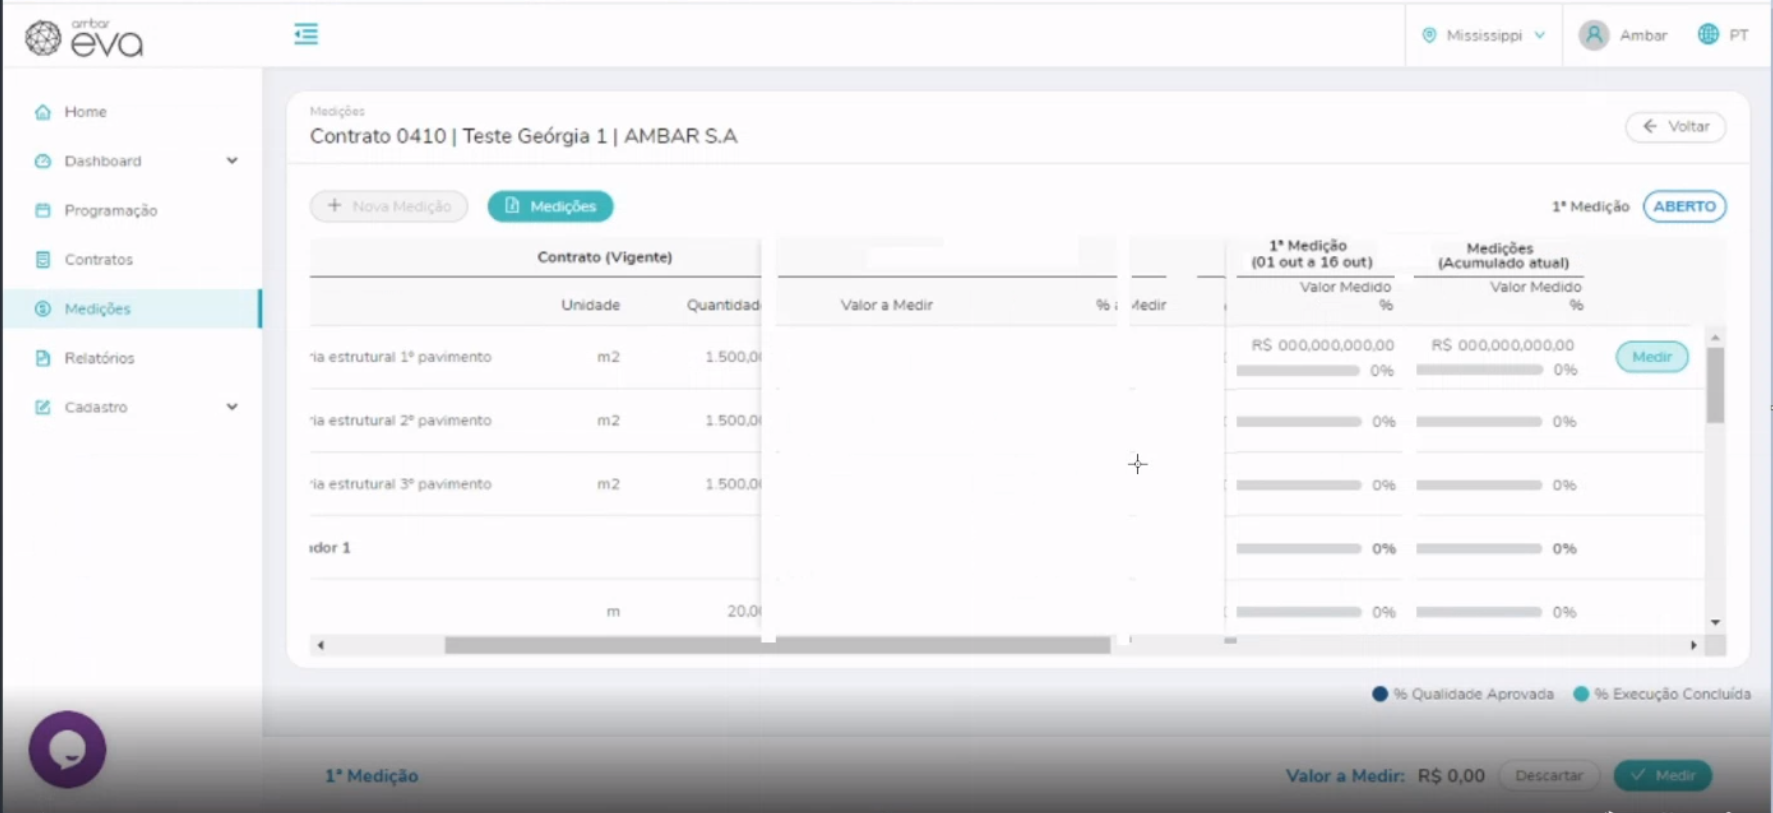 ambar
eva
Mississippi
Ambar
PT
Home
Dashboard
Programação
Contratos
Medições
Relatórios
Cadastro
Medições
Contrato 0410 | Teste Geórgia 1 | AMBAR S.A
Voltar
+ Nova Medição
Medições
1ª Medição ABERTO
Contrato (Vigente)
1ª Medição
(01 out a 16 out)
Medições
(Acumulado atual)
Unidade Quantidad Valor a Medir % a Medir
Valor Medido
%
Valor Medido
%
ria estrutural 1º pavimento m2 1.500,0 R$ 000,000,000,00 0% R$ 000,000,000,00 0% Medir
ria estrutural 2º pavimento m2 1.500,0 0% 0%
ria estrutural 3º pavimento m2 1.500,0 0% 0%
dor 1 0% 0%
m 20,0 0% 0%
% Qualidade Aprovada % Execução Concluída
1ª Medição Valor a Medir: R$ 0,00 Descartar Medir